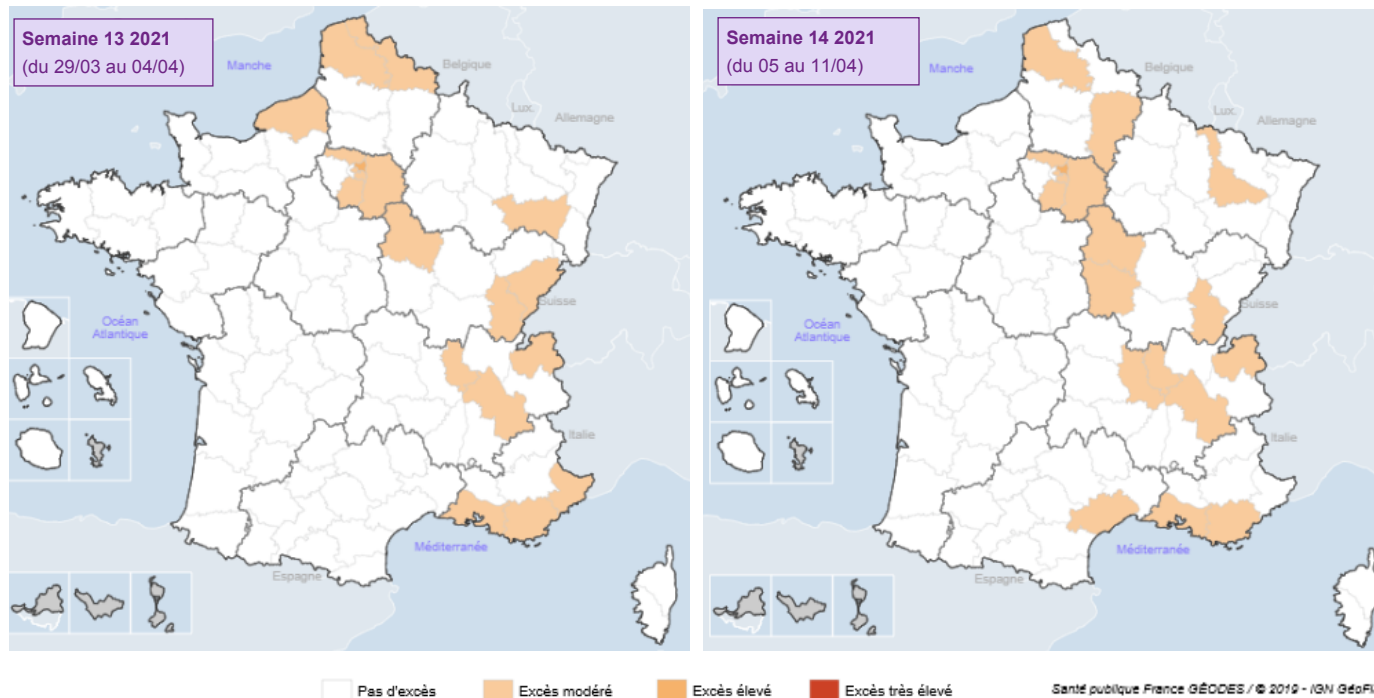 Semaine 13 2021
(du 29/03 au 04/04)
Manche
Belgique
Lux.
Allemagne
Suisse
Océan
Atlantique
Italie
Méditerranée
Espagne
Semaine 14 2021
(du 05 au 11/04)
Manche
Belgique
Lux.
Allemagne
Suisse
Océan
Atlantique
Italie
Méditerranée
Espagne
Pas d'excès
Excès modéré
Excès élevé
Excès très élevé
Santé publique France GÉODES / © 2019 - IGN GéoFl